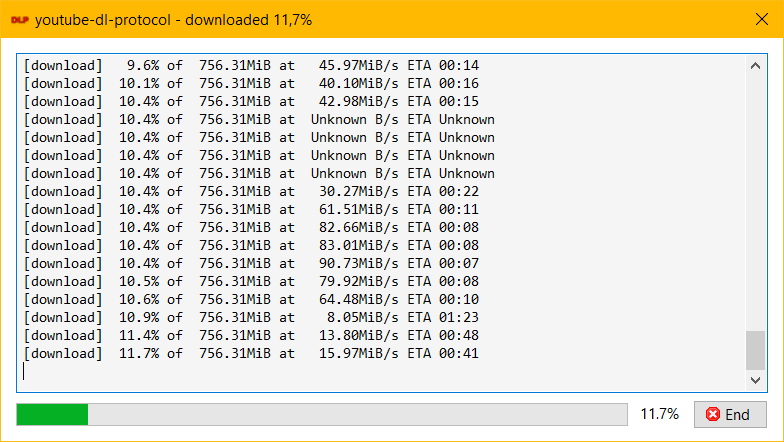 DLP youtube-dl-protocol - downloaded 11,7%
[download]   9.6% of  756.31MiB at   45.97MiB/s ETA 00:14
[download]  10.1% of  756.31MiB at   40.10MiB/s ETA 00:16
[download]  10.4% of  756.31MiB at   42.98MiB/s ETA 00:15
[download]  10.4% of  756.31MiB at  Unknown B/s ETA Unknown
[download]  10.4% of  756.31MiB at  Unknown B/s ETA Unknown
[download]  10.4% of  756.31MiB at  Unknown B/s ETA Unknown
[download]  10.4% of  756.31MiB at  Unknown B/s ETA Unknown
[download]  10.4% of  756.31MiB at   30.27MiB/s ETA 00:22
[download]  10.4% of  756.31MiB at   61.51MiB/s ETA 00:11
[download]  10.4% of  756.31MiB at   82.66MiB/s ETA 00:08
[download]  10.4% of  756.31MiB at   83.01MiB/s ETA 00:08
[download]  10.4% of  756.31MiB at   90.73MiB/s ETA 00:07
[download]  10.5% of  756.31MiB at   79.92MiB/s ETA 00:08
[download]  10.6% of  756.31MiB at   64.48MiB/s ETA 00:10
[download]  10.9% of  756.31MiB at    8.05MiB/s ETA 01:23
[download]  11.4% of  756.31MiB at   13.80MiB/s ETA 00:48
[download]  11.7% of  756.31MiB at   15.97MiB/s ETA 00:41
11.7% End